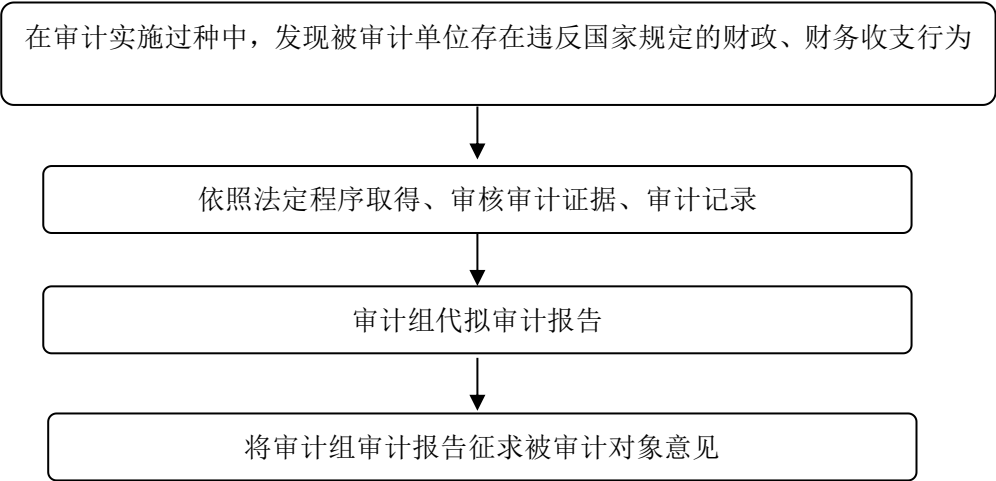 在审计实施过种中，发现被审计单位存在违反国家规定的财政、财务收支行为
依照法定程序取得、审核审计证据、审计记录
审计组代拟审计报告
将审计组审计报告征求被审计对象意见